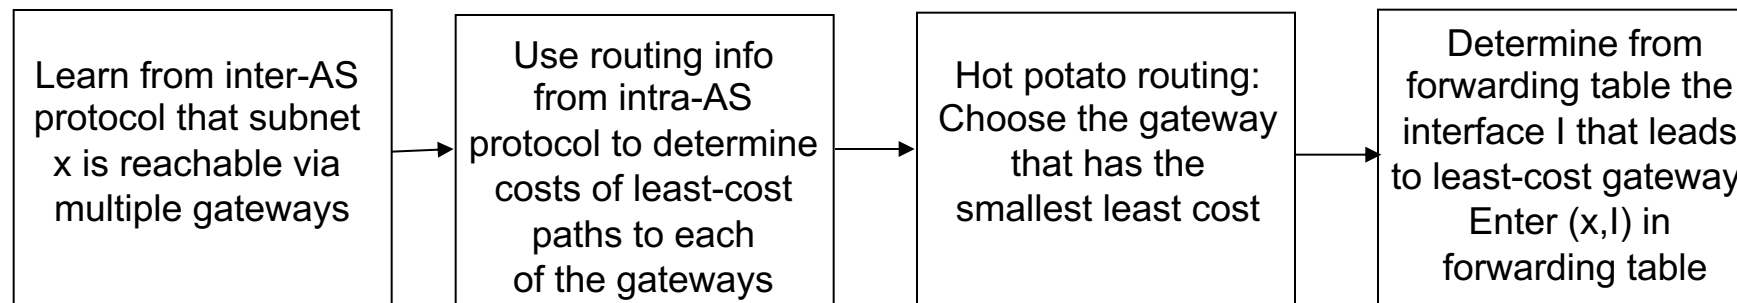 Learn from inter-AS
protocol that subnet
x is reachable via
multiple gateways
Use routing info
from intra-AS
protocol to determine
costs of least-cost
paths to each
of the gateways
Hot potato routing:
Choose the gateway
that has the
smallest least cost
Determine from
forwarding table the
interface I that leads
to least-cost gateway
Enter (x,I) in
forwarding table